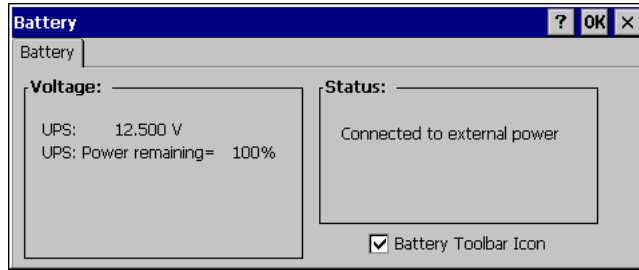 Battery
? OK ×
Battery
Voltage:
UPS: 12.500 V
UPS: Power remaining= 100%
Status:
Connected to external power
Battery Toolbar Icon